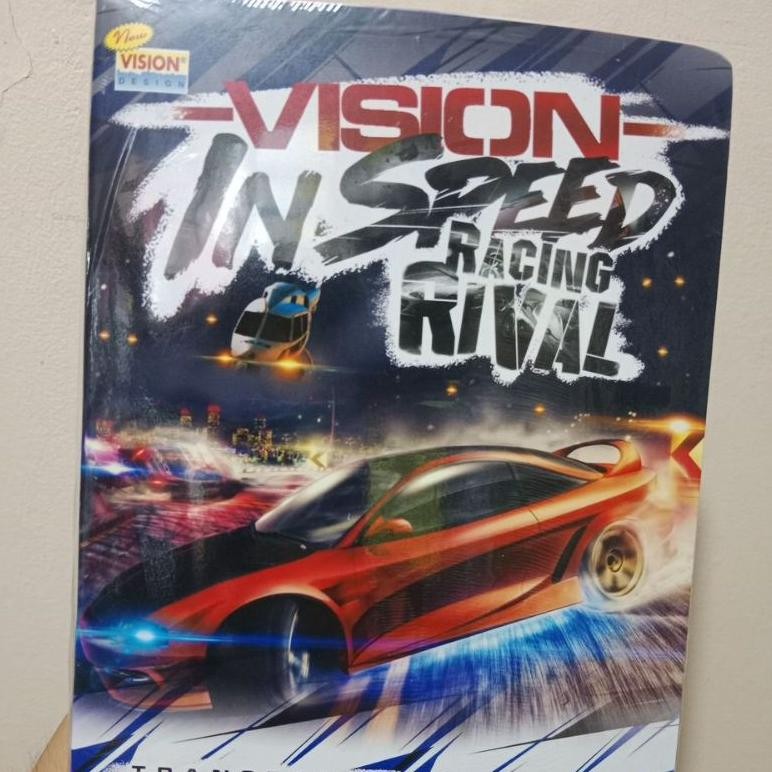 New
VISION®
DESIGN
VISION
IN SPEED
RACING
RIVAL